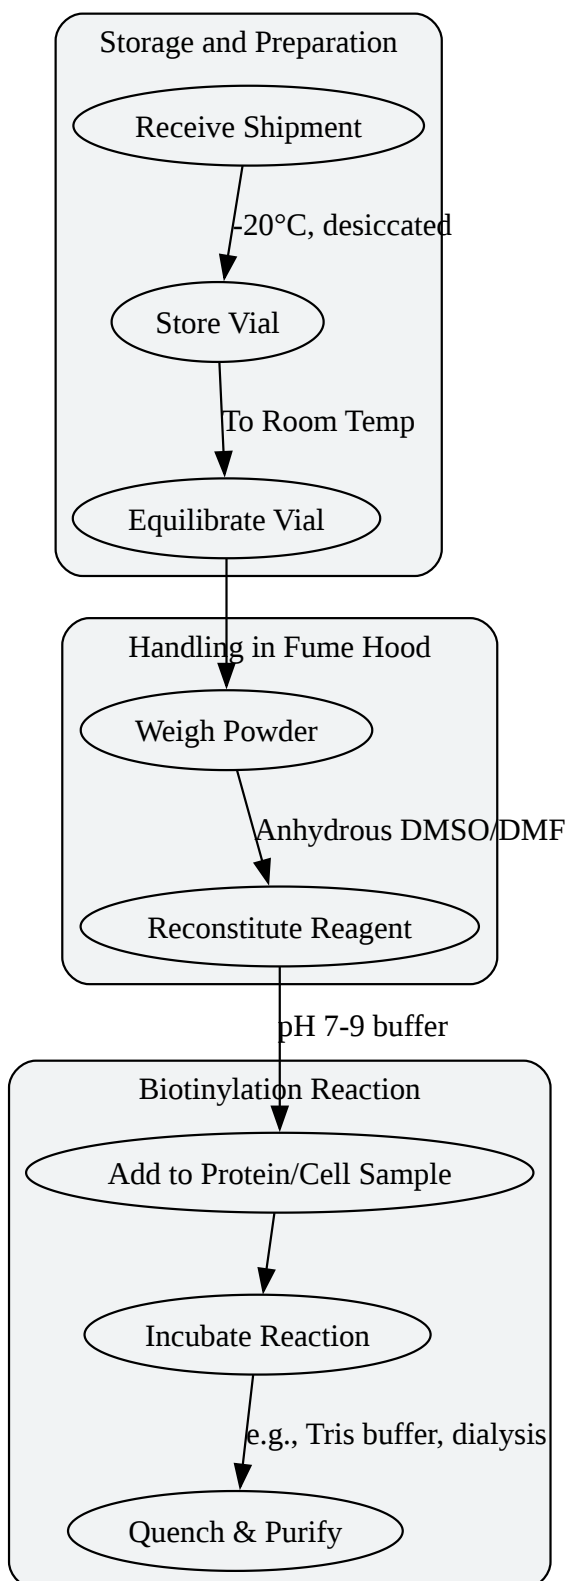 Storage and Preparation
Receive Shipment
-20°C, desiccated
Store Vial
To Room Temp
Equilibrate Vial
Handling in Fume Hood
Weigh Powder
Anhydrous DMSO/DMF
Reconstitute Reagent
pH 7-9 buffer
Biotinylation Reaction
Add to Protein/Cell Sample
Incubate Reaction
e.g., Tris buffer, dialysis
Quench & Purify